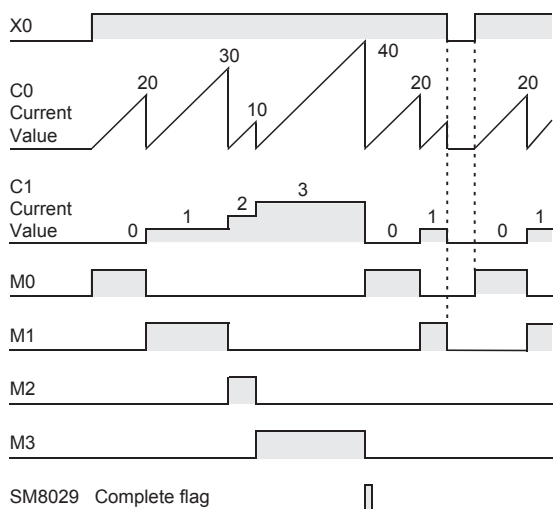 X0
30
40
20
20
20
C0
Current
Value
10
C1
Current
Value
0
1
2
3
0
1
0
1
M0
M1
M2
M3
SM8029 Complete flag